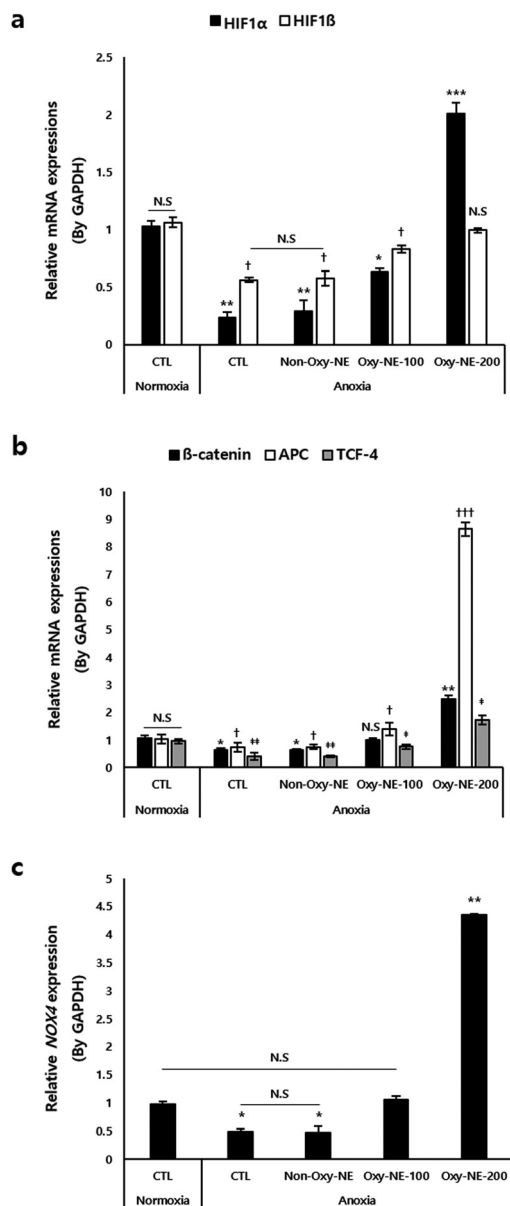 a
HIF1α HIF1ß
Relative mRNA expressions
(By GAPDH)
2.5
2
1.5
1
0.5
0
N.S
** † N.S ** † * † *** N.S
CTL CTL Non-Oxy-NE Oxy-NE-100 Oxy-NE-200
Normoxia Anoxia
b
ß-catenin APC TCF-4
Relative mRNA expressions
(By GAPDH)
10
9
8
7
6
5
4
3
2
1
0
N.S
* † ‡‡ * † ‡‡ N.S † ‡ ** ††† ‡
CTL CTL Non-Oxy-NE Oxy-NE-100 Oxy-NE-200
Normoxia Anoxia
c
Relative NOX4 expression
(By GAPDH)
5
4.5
4
3.5
3
2.5
2
1.5
1
0.5
0
**
N.S
N.S
* *
CTL CTL Non-Oxy-NE Oxy-NE-100 Oxy-NE-200
Normoxia Anoxia